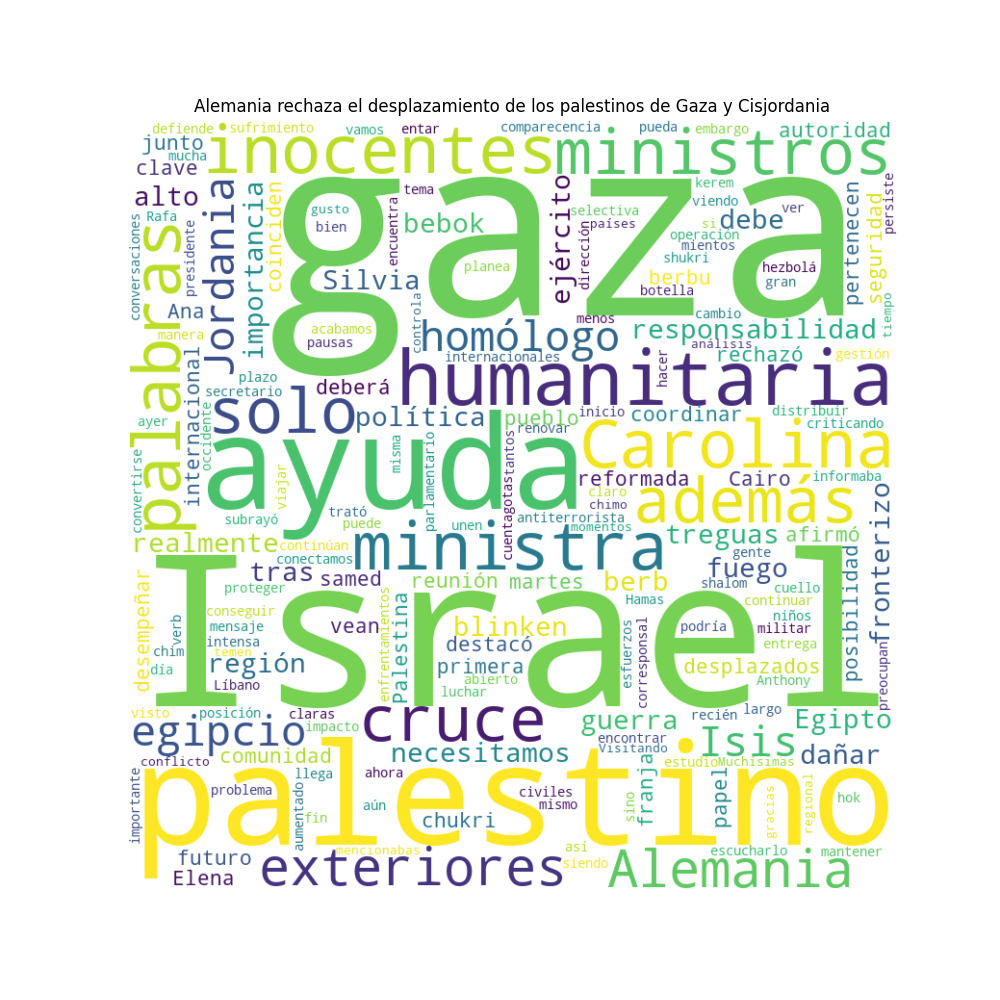 Alemania rechaza el desplazamiento de los palestinos de Gaza y Cisjordania
defiende
sufrimiento
vamos
entar
comparecencia
pueda
embargo
autoridad
junto
mucha
inocentes
ministros
clave
alto
Rafa
Jordania
importancia
coinciden
gaza
tema
gusto
bien
encuentra
bebok
planea
ejército
selectiva
dirección
países
kerem
viendo
debe
si
operación
mientos
shukri
ver
hezbolá
gran
pertenecen
seguridad
persiste
conversaciones
palabras
presidente
Ana
manera
Silvia
berbu
botella
acabamos
pausas
controla
homólogo
menos
cambio
responsabilidad
tiempo
internacionales
análisis
rechazó
gestión
internacional
plazo
secretario
deberá
humanitaria
hacer
ayer
occidente
solo
política
pueblo
inicio
renovar
coordinar
distribuir
criticando
convertirse
viajar
ayuda
misma
parlamentario
cuentagotas
tantos
Carolina
reformada
Cairo
informaba
claro
chimo
además
subrayó
trató
puede
unen
antiterrorista
momentos
fronterizo
realmente
continúan
conectamos
ministra
treguas
afirmó
gente
tras
samed
reunión
martes
berb
fuego
shalom
cuello
posibilidad
desempeñar
proteger
conseguir
mensaje
verb
intensa
temen
chim
día
región
Líbano
Israel
vean
enfrentamientos
Palestina
blinken
destacó
primera
abierto
luchar
Hamas
esfuerzos
corresponsal
podría
continuar
niños
militar
entrega
desplazados
Anthony
preocupan
visto
posición
claras
impacto
recién
largo
egipcio
cruce
guerra
Egipto
conflicto
comunidad
necesitamos
encontrar
Visitando
Isis
dañar
importante
problema
llega
ahora
aumentado
fin
aún
palestino
civiles
mismo
chukri
sino
franja
estudio
Muchísimas
papel
gracias
regional
hok
futuro
mencionabas
así
siendo
escucharlo
mantener
Elena
exteriores
Alemania